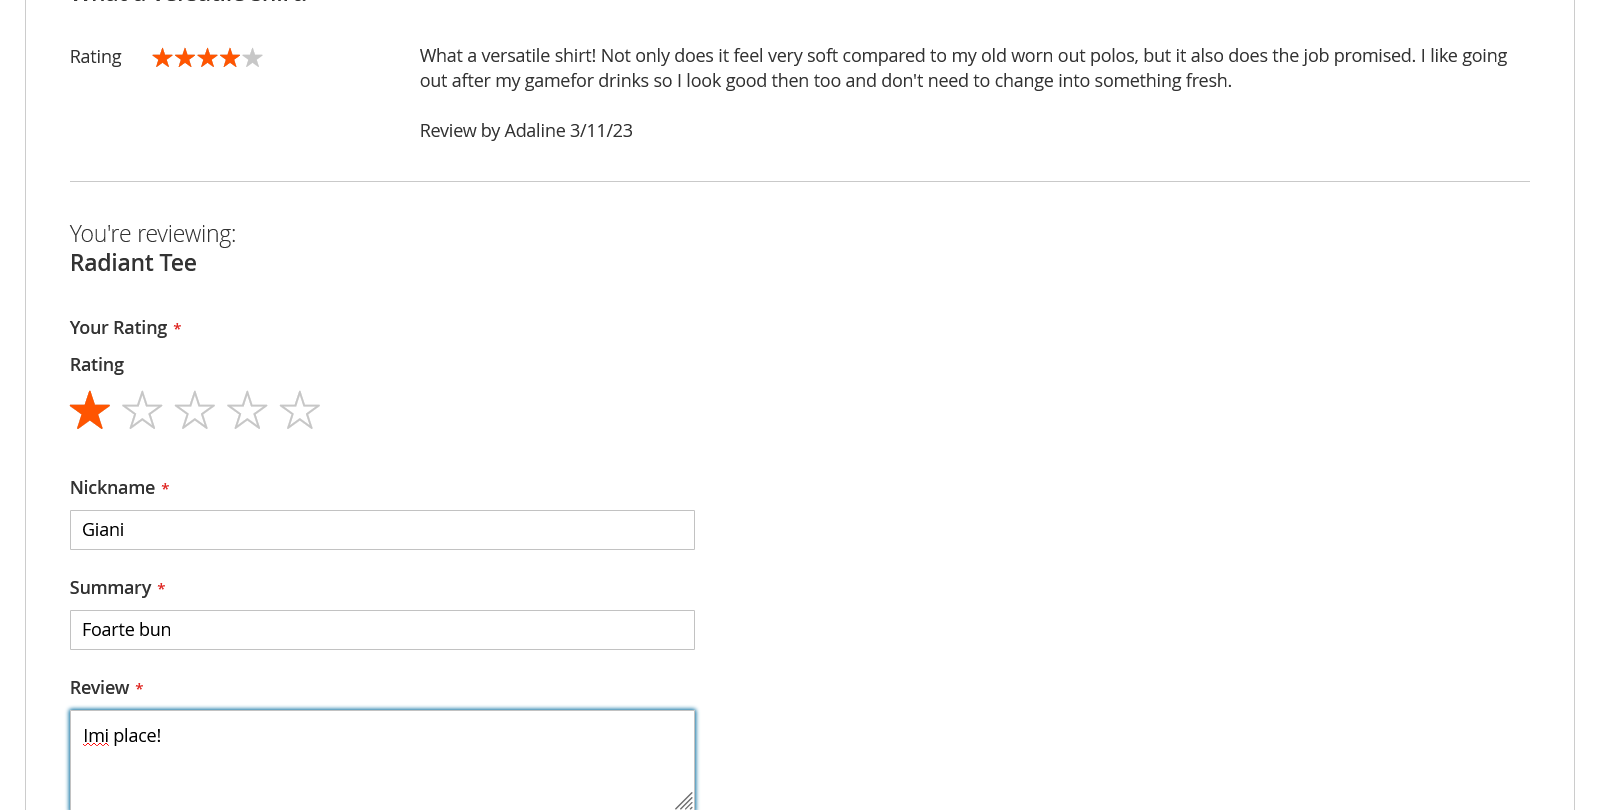 Rating
What a versatile shirt! Not only does it feel very soft compared to my old worn out polos, but it also does the job promised. I like going
out after my gamefor drinks so I look good then too and don't need to change into something fresh.
Review by Adaline 3/11/23
You're reviewing:
Radiant Tee
Your Rating *
Rating
Nickname *
Giani
Summary *
Foarte bun
Review *
Imi place!